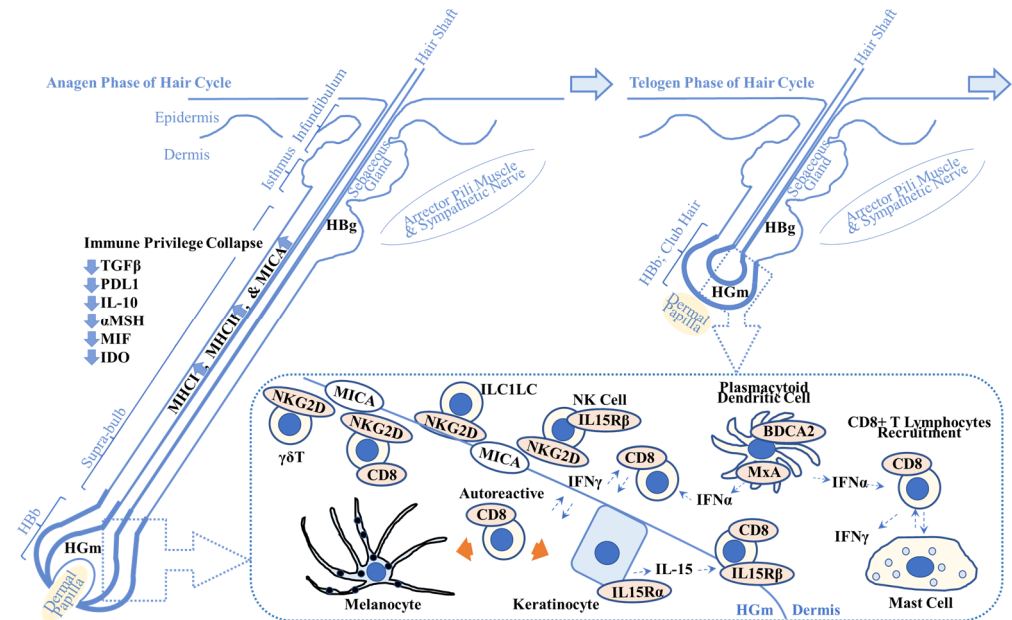 Anagen Phase of Hair Cycle
Hair Shaft
Epidermis
Dermis
Infundibulum
Isthmus
Sebaceous
Gland
Arrector Pili Muscle
& Sympathetic Nerve
HBg
Immune Privilege Collapse
TGFβ
PDL1
IL-10
αMSH
MIF
IDO
MHCI, MHCII, & MICA
Supra-bulb
HBb
HGm
Dermal
Papilla
Telogen Phase of Hair Cycle
Hair Shaft
Sebaceous
Gland
Arrector Pili Muscle
& Sympathetic Nerve
HBg
HBb; Club Hair
HGm
Dermal
Papilla
NKG2D
γδT
MICA
NKG2D
CD8
ILC1LC
NKG2D
MICA
NK Cell
IL15Rβ
NKG2D
Plasmacytoid
Dendritic Cell
BDCA2
MxA
CD8+ T Lymphocytes
Recruitment
CD8
IFNα
IFNγ
Mast Cell
CD8
IFNγ
IFNα
Autoreactive
CD8
Melanocyte
Keratinocyte
IL-15
IL15Rα
CD8
IL15Rβ
HGm
Dermis